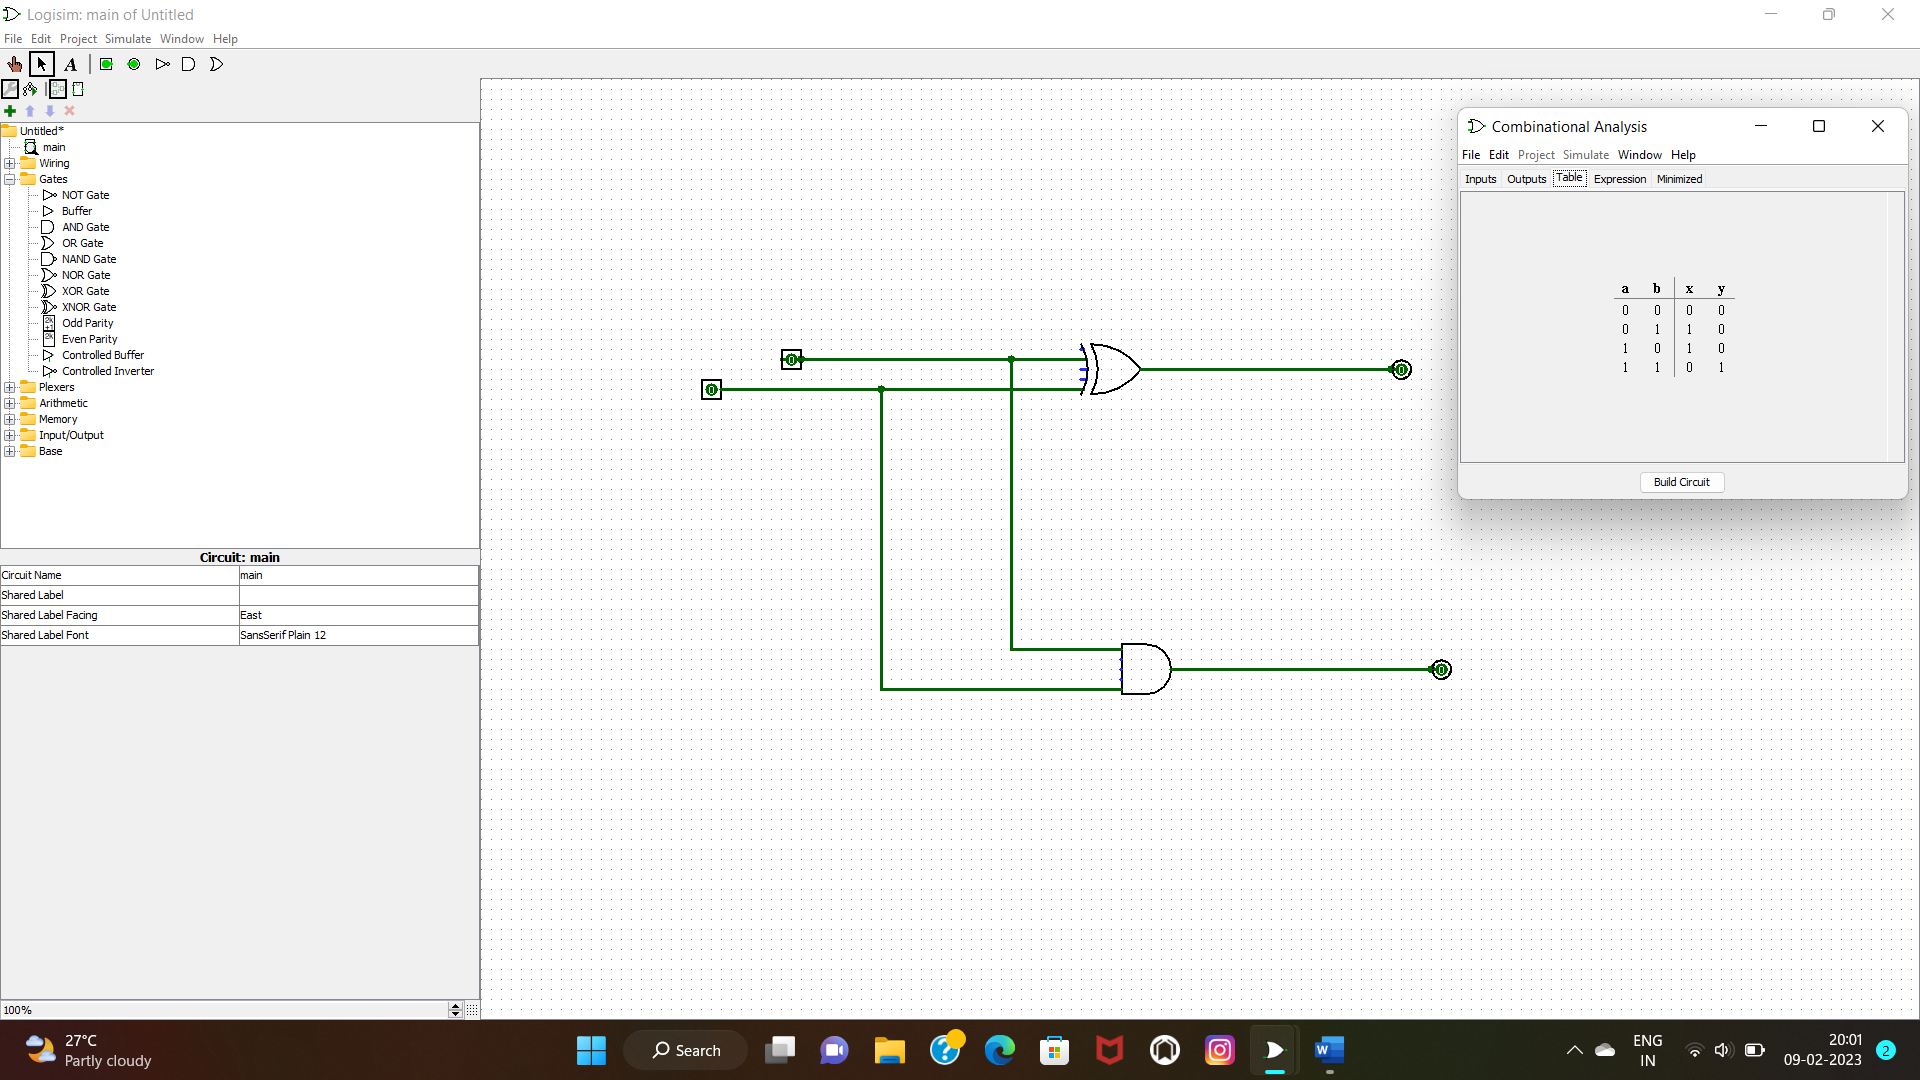 Logisim: main of Untitled
File Edit Project Simulate Window Help
A
Untitled*
main
Wiring
Gates
NOT Gate
Buffer
AND Gate
OR Gate
NAND Gate
NOR Gate
XOR Gate
XNOR Gate
Odd Parity
Even Parity
Controlled Buffer
Controlled Inverter
Plexers
Arithmetic
Memory
Input/Output
Base
Circuit: main
Circuit Name main
Shared Label
Shared Label Facing East
Shared Label Font SansSerif Plain 12
100%
0
0
0
0
Combinational Analysis
File Edit Project Simulate Window Help
Inputs Outputs Table Expression Minimized
a b x y
0 0 0 0
0 1 1 0
1 0 1 0
1 1 0 1
Build Circuit
27°C
Partly cloudy
Search
ENG
IN
20:01
09-02-2023
2